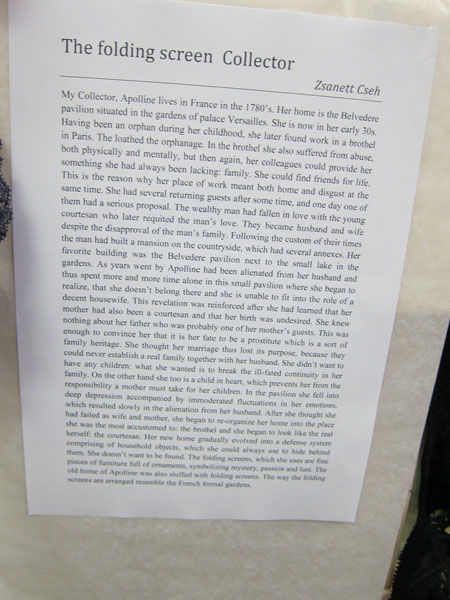 The folding screen Collector
Zsanett Cseh
My Collector, Apolline lives in France in the 1780's. Her home is the Belvedere
pavilion situated in the gardens of palace Versailles. She is now in her early 30s.
Having been an orphan during her childhood, she later found work in a brothel
in Paris. The loathed the orphanage. In the brothel she also suffered from abuse,
both physically and mentally, but then again, her colleagues could provide her
something she had always been lacking: family. She could find friends for life.
This is the reason why her place of work meant both home and disgust at the
same time. She had several returning guests after some time, and one day one of
them had a serious proposal. The wealthy man had fallen in love with the young
courtesan who later requited the man's love. They became husband and wife
despite the disapproval of the man's family. Following the custom of their times
the man had built a mansion on the countryside, which had several annexes. Her
favorite building was the Belvedere pavilion next to the small lake in the
gardens. As years went by Apolline had been alienated from her husband and
thus spent more and more time alone in this small pavilion where she began to
realize, that she doesn't belong there and she is unable to fit into the role of a
decent housewife. This revelation was reinforced after she had learned that her
mother had also been a courtesan and that her birth was undesired. She knew
nothing about her father who was probably one of her mother's guests. This was
enough to convince her that it is her fate to be a prostitute which is a sort of
family heritage. She thought her marriage thus lost its purpose, because they
could never establish a real family together with her husband. She didn't want to
have any children: what she wanted is to break the ill-fated continuity in her
family. On the other hand she too is a child in heart, which prevents her from the
responsibility a mother must take for her children. In the pavilion she fell into
deep depression accompanied by immoderated fluctuations in her emotions,
which resulted slowly in the alienation from her husband. After she thought she
had failed as wife and mother, she began to re-organize her home into the place
she was the most accustomed to: the brothel and she began to look like the real
herself: the courtesan. Her new home gradually evolved into a defense system
comprising of household objects, which she could always use to hide behind
them. She doesn't want to be found. The folding screens, which she uses are fine
pieces of furniture full of ornaments, symbolizing mystery, passion and lust. The
old home of Apolline was also stuffed with folding screens. The way the folding
screens are arranged resemble the French formal gardens.